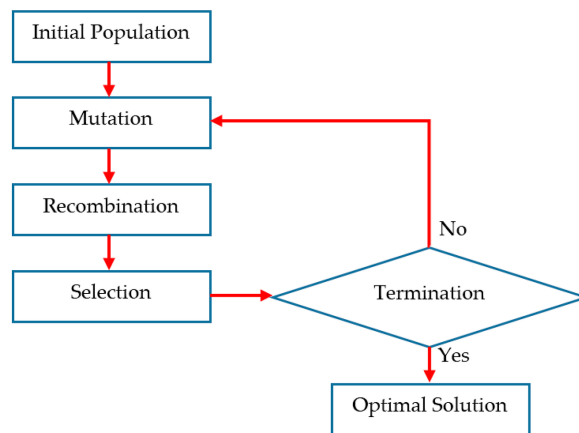 Initial Population
Mutation
Recombination
No
Selection
Termination
Yes
Optimal Solution